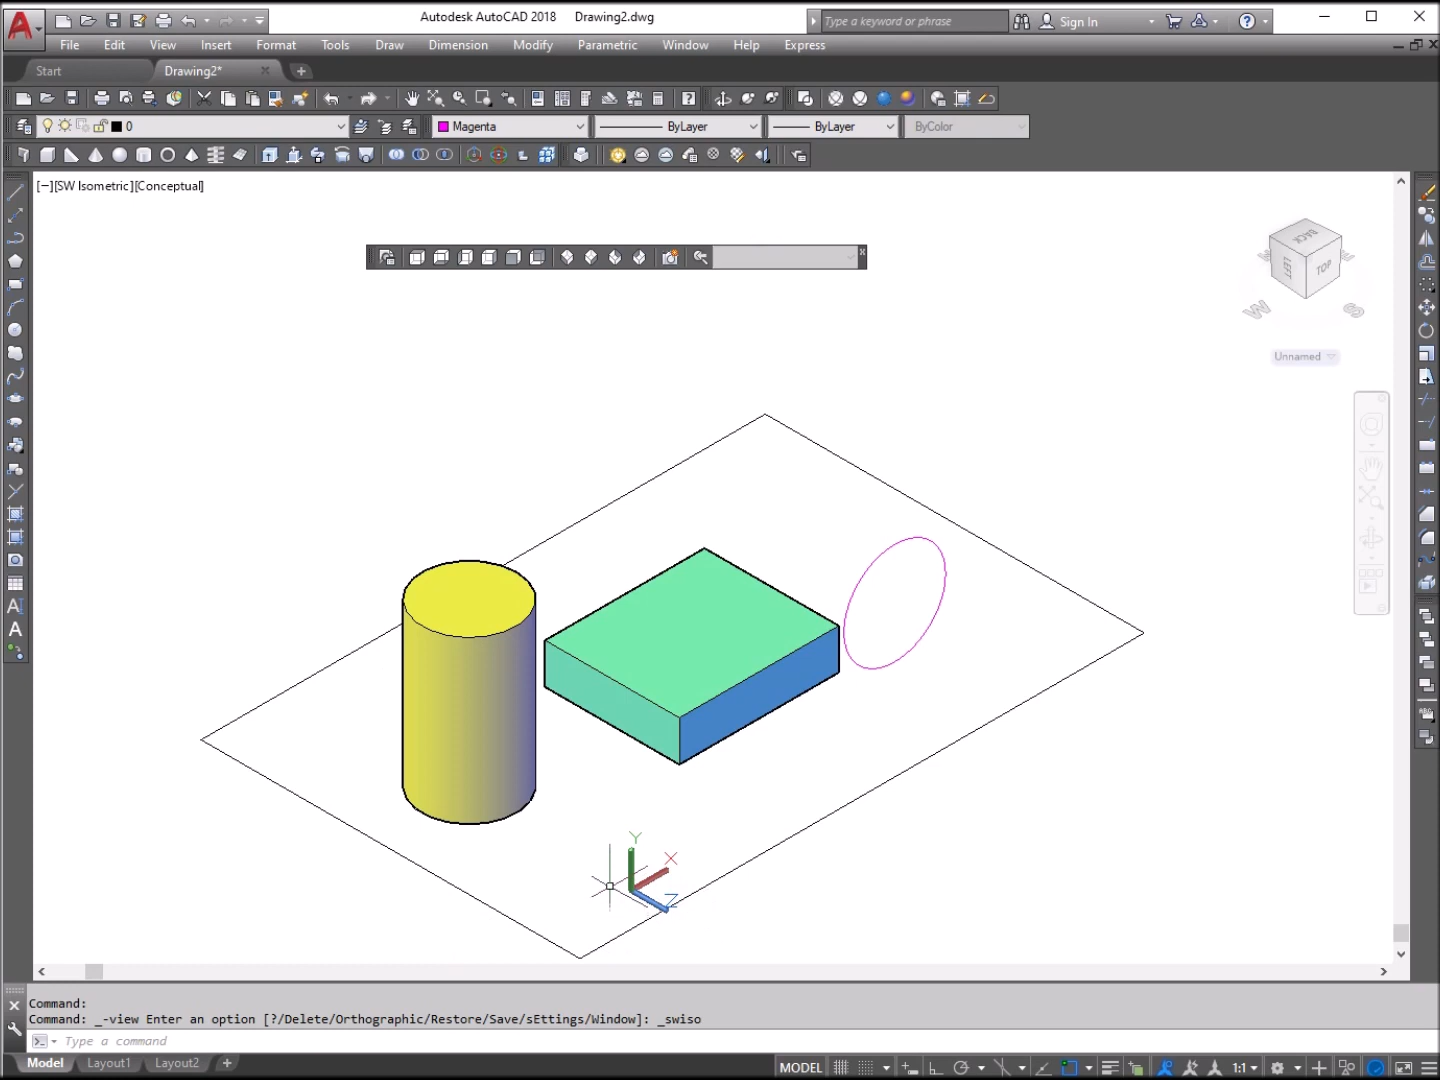 Autodesk AutoCAD 2018 Drawing2.dwg
Type a keyword or phrase
Sign In
File Edit View Insert Format Tools Draw Dimension Modify Parametric Window Help Express
Start Drawing2*
0 Magenta ByLayer ByLayer ByColor
[−][SW Isometric][Conceptual]
BACK
LEFT TOP
W S
Unnamed
Y
X
Z
Command:
Command: _-view Enter an option [?/Delete/Orthographic/Restore/Save/sEttings/Window]: _swiso
Type a command
Model Layout1 Layout2 +
MODEL 1:1